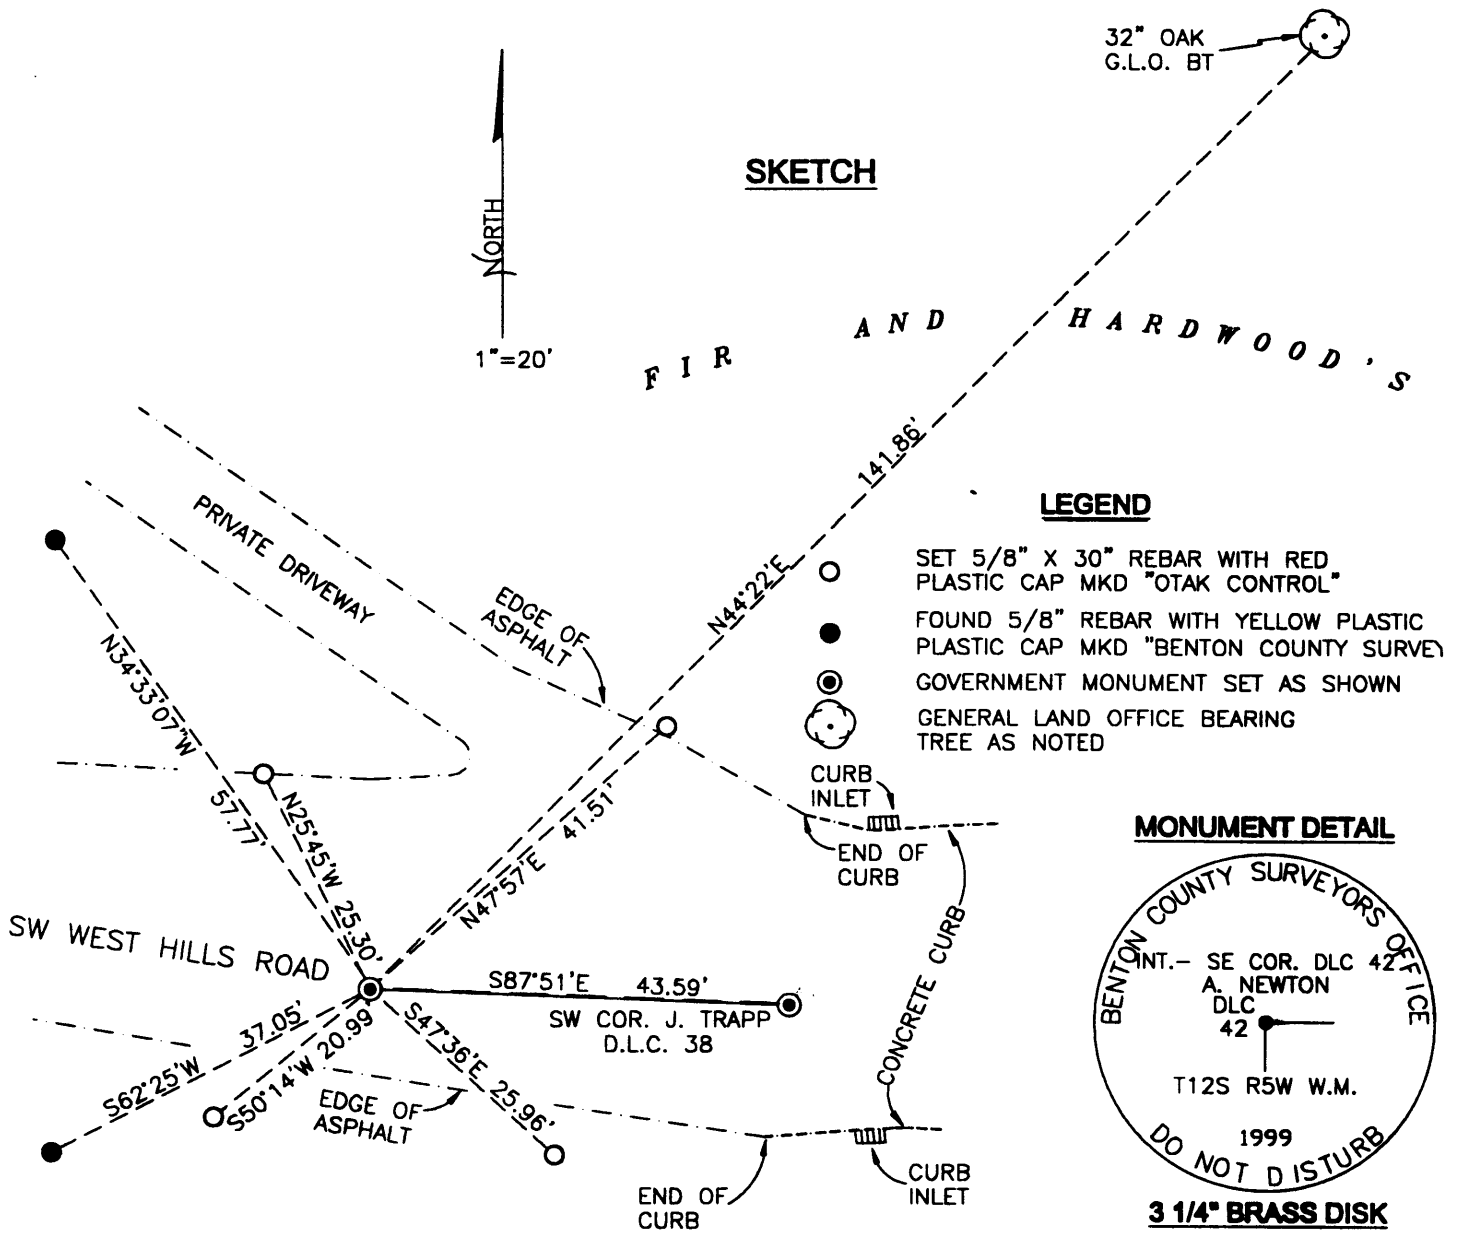 32" OAK
G.L.O. BT
SKETCH
NORTH
1"=20'
FIR AND HARDWOOD'S
141.86'
N44°22'E
LEGEND
SET 5/8" X 30" REBAR WITH RED
PLASTIC CAP MKD "OTAK CONTROL"
FOUND 5/8" REBAR WITH YELLOW PLASTIC
PLASTIC CAP MKD "BENTON COUNTY SURVEY
GOVERNMENT MONUMENT SET AS SHOWN
GENERAL LAND OFFICE BEARING
TREE AS NOTED
PRIVATE DRIVEWAY
EDGE OF
ASPHALT
N34°33'07"W
57.77'
N25°45'W 25.30'
N47°57'E 41.51'
CURB
INLET
END OF
CURB
SW WEST HILLS ROAD
S87°51'E 43.59'
SW COR. J. TRAPP
D.L.C. 38
CONCRETE CURB
S62°25'W 37.05'
S50°14'W 20.99
S47°36'E 25.96'
EDGE OF
ASPHALT
END OF
CURB
CURB
INLET
MONUMENT DETAIL
BENTON COUNTY SURVEYORS OFFICE
INT.- SE COR. DLC 42
A. NEWTON
DLC
42
T12S R5W W.M.
1999
DO NOT DISTURB
3 1/4" BRASS DISK